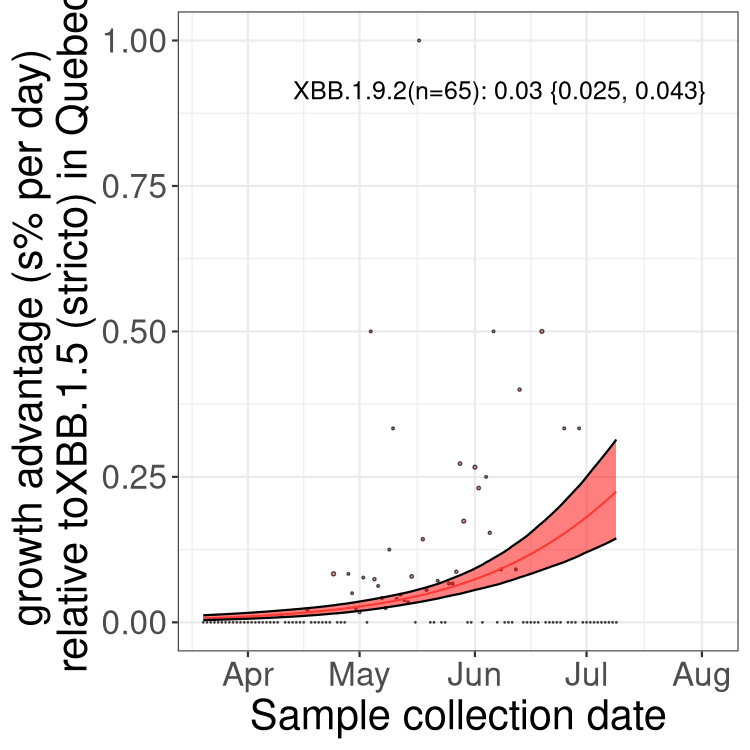 growth advantage (s% per day)
relative toXBB.1.5 (stricto) in Quebec
1.00
0.75
0.50
0.25
0.00
XBB.1.9.2(n=65): 0.03 {0.025, 0.043}
Apr May Jun Jul Aug
Sample collection date